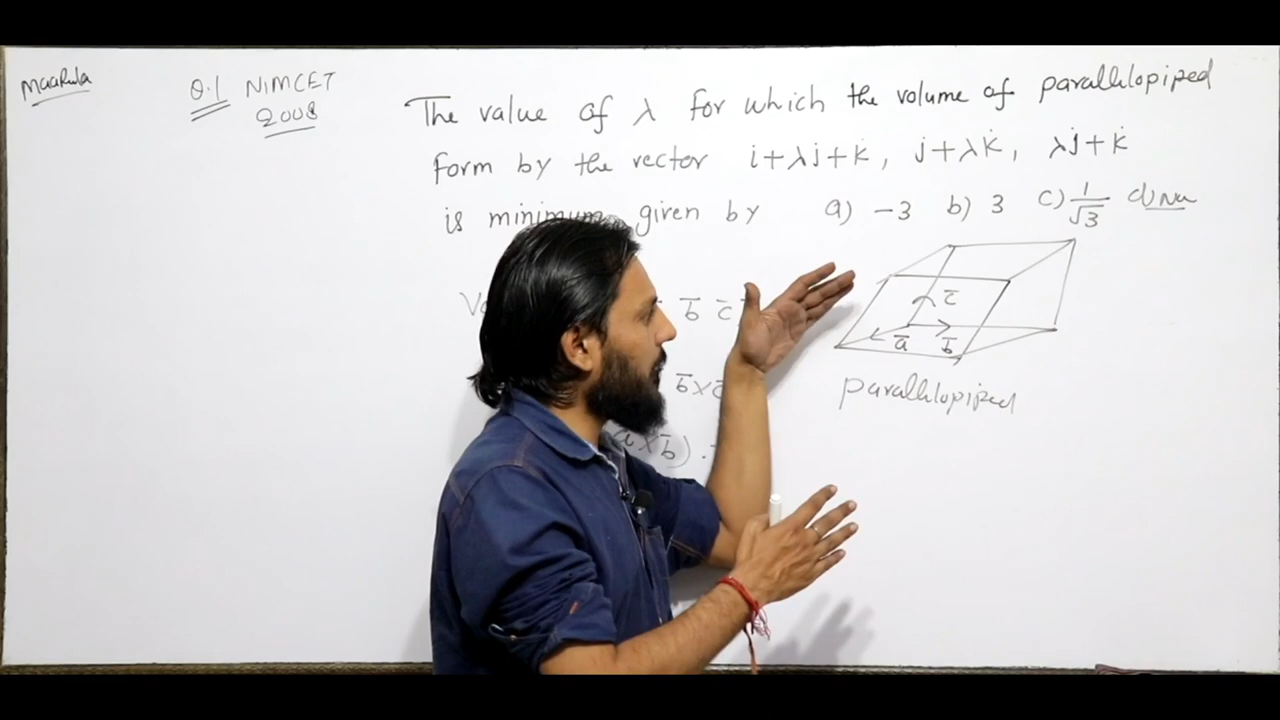 Maarula
Q.1 NIMCET
2008
The value of λ for which the volume of parallelopiped
form by the vector i+λj+k, j+λk, λj+k
is minimum given by a) -3 b) 3 c) 1/√3 d)
b̄ c̄
c̄
ā b̄
b̄×c̄
parallelopiped
(ā×b̄).